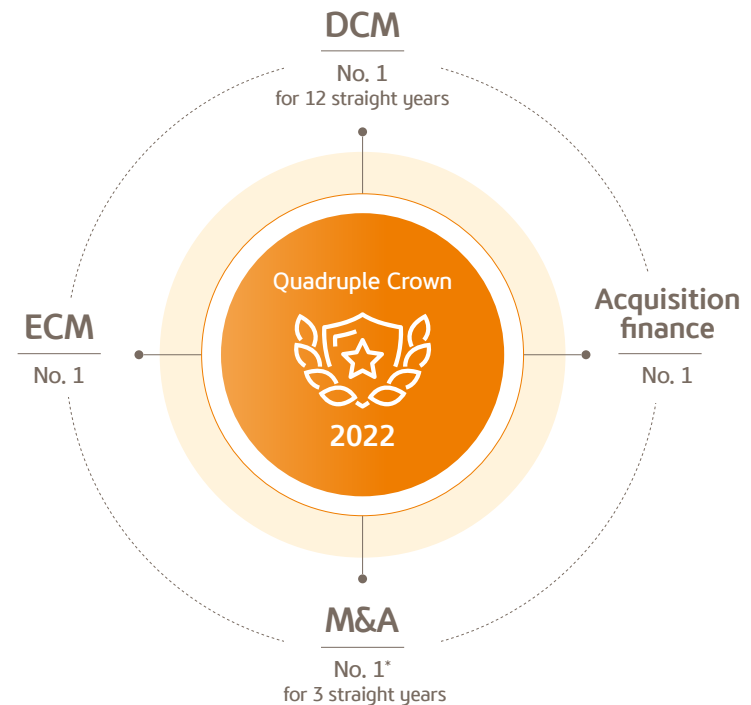 DCM
No. 1
for 12 straight years
Quadruple Crown
2022
ECM
No. 1
Acquisition
finance
No. 1
M&A
No. 1*
for 3 straight years